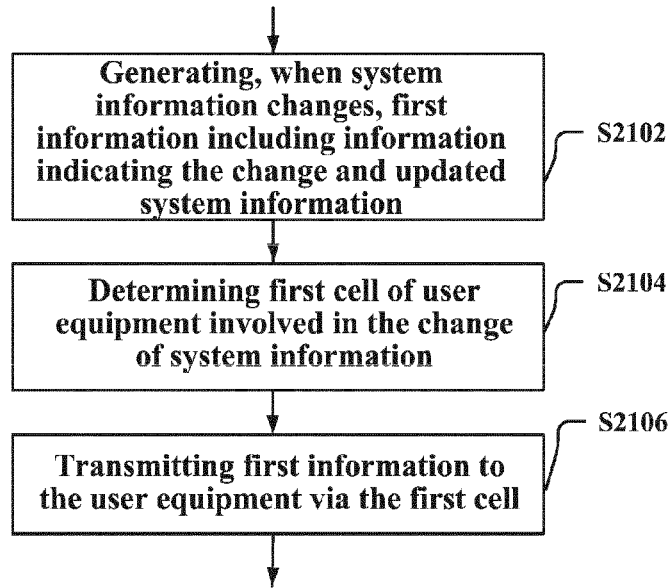 Generating, when system
information changes, first
information including information
indicating the change and updated
system information
S2102
Determining first cell of user
equipment involved in the change
of system information
S2104
Transmitting first information to
the user equipment via the first cell
S2106